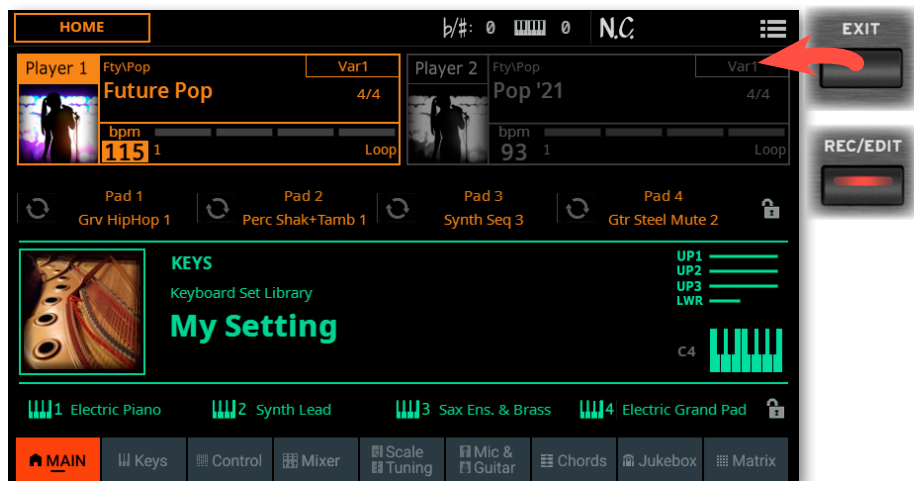 HOME
b/#: 0 0 N.C.
EXIT
Player 1 Fty\Pop Var1
Future Pop
4/4
bpm
115 1 Loop
Player 2 Fty\Pop Var1
Pop '21
4/4
bpm
93 1 Loop
REC/EDIT
Pad 1
Grv HipHop 1
Pad 2
Perc Shak+Tamb 1
Pad 3
Synth Seq 3
Pad 4
Gtr Steel Mute 2
KEYS
Keyboard Set Library
My Setting
UP1
UP2
UP3
LWR
C4
1 Electric Piano
2 Synth Lead
3 Sax Ens. & Brass
4 Electric Grand Pad
MAIN
Keys
Control
Mixer
Scale
Tuning
Mic &
Guitar
Chords
Jukebox
Matrix